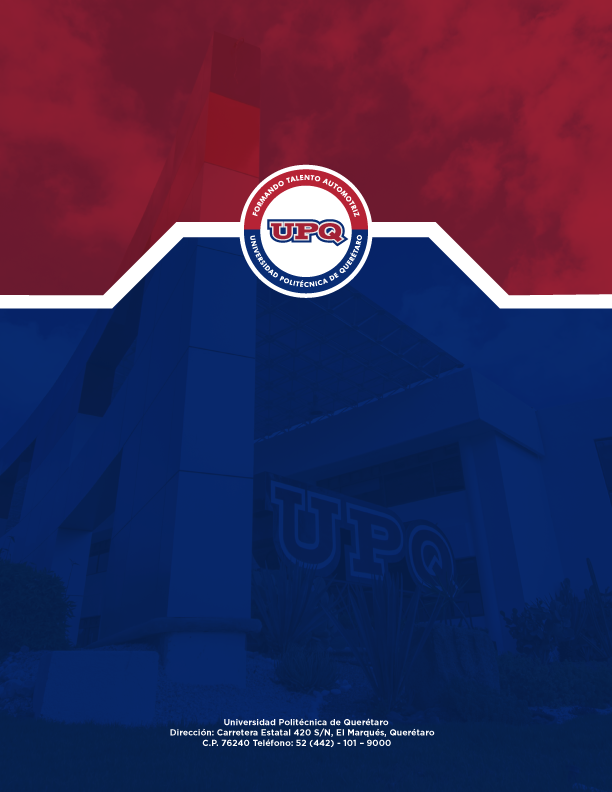 FORMANDO TALENTO AUTOMOTRIZ
UPQ
UNIVERSIDAD POLITÉCNICA DE QUERÉTARO
UPQ
Universidad Politécnica de Querétaro
Dirección: Carretera Estatal 420 S/N, El Marqués, Querétaro
C.P. 76240 Teléfono: 52 (442) - 101 – 9000